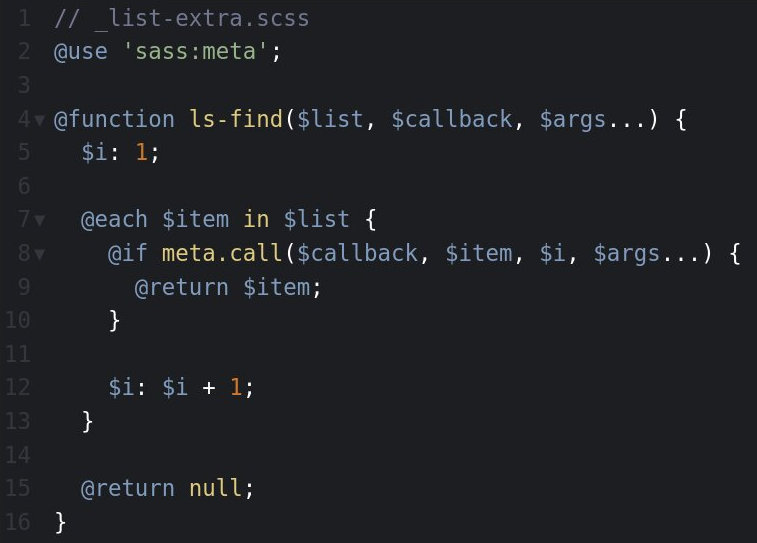 1 // _list-extra.scss
2 @use 'sass:meta';
3
4 @function ls-find($list, $callback, $args...) {
5   $i: 1;
6
7   @each $item in $list {
8     @if meta.call($callback, $item, $i, $args...) {
9       @return $item;
10     }
11
12     $i: $i + 1;
13   }
14
15   @return null;
16 }